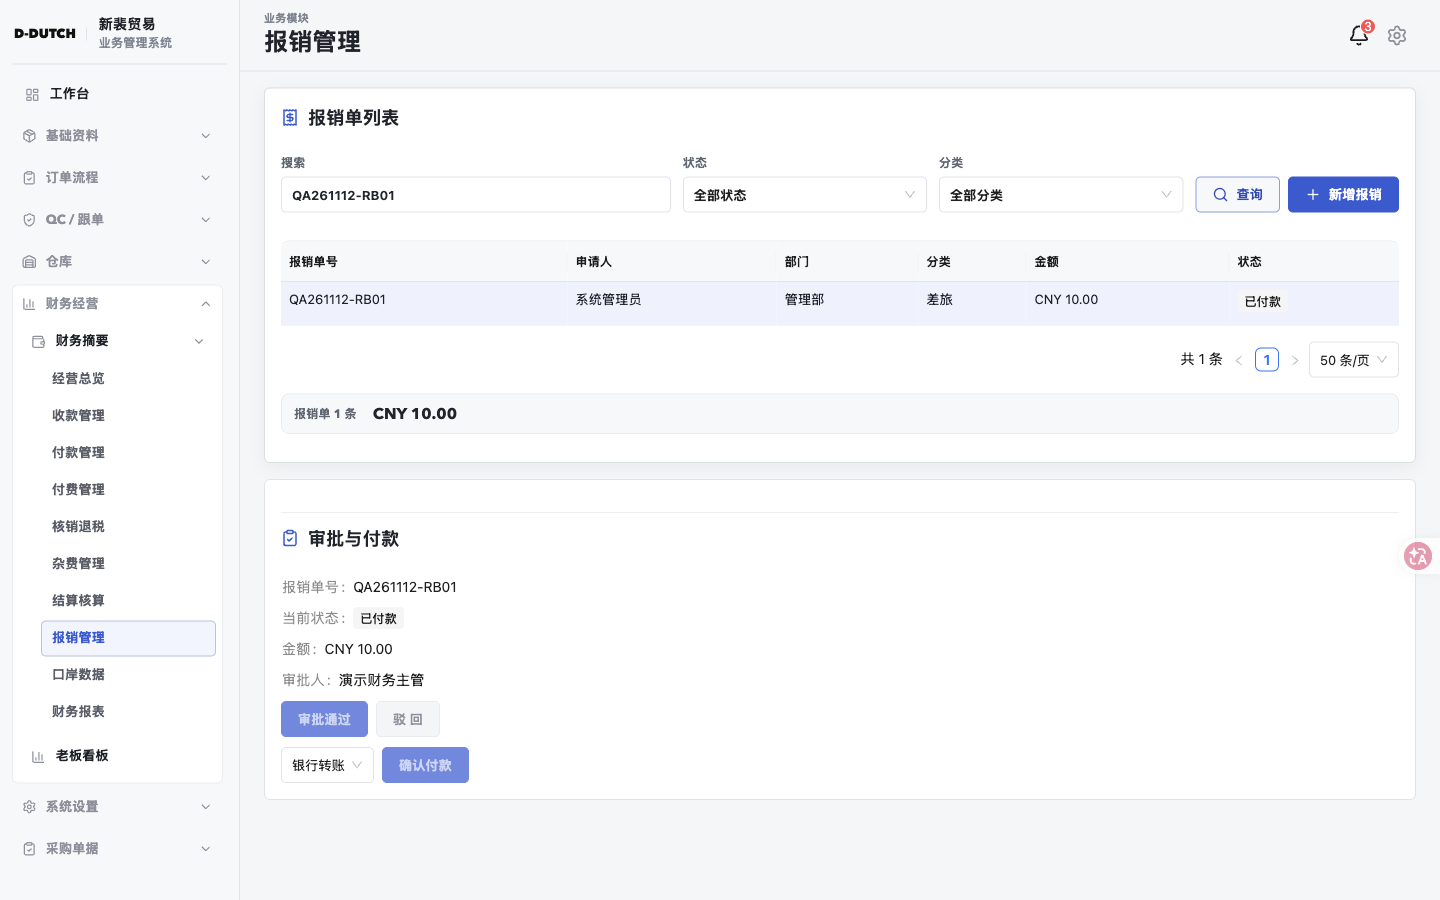 D-DUTCH
新裴贸易
业务管理系统
工作台
基础资料
订单流程
QC / 跟单
仓库
财务经营
财务摘要
经营总览
收款管理
付款管理
付费管理
核销退税
杂费管理
结算核算
报销管理
口岸数据
财务报表
老板看板
系统设置
采购单据
业务模块
报销管理
3
报销单列表
搜索 状态 分类
QA261112-RB01 全部状态 全部分类 查询 新增报销
报销单号 申请人 部门 分类 金额 状态
QA261112-RB01 系统管理员 管理部 差旅 CNY 10.00 已付款
共 1 条 1 50 条/页
报销单 1 条 CNY 10.00
审批与付款
报销单号： QA261112-RB01
当前状态： 已付款
金额： CNY 10.00
审批人： 演示财务主管
审批通过 驳 回
银行转账 确认付款